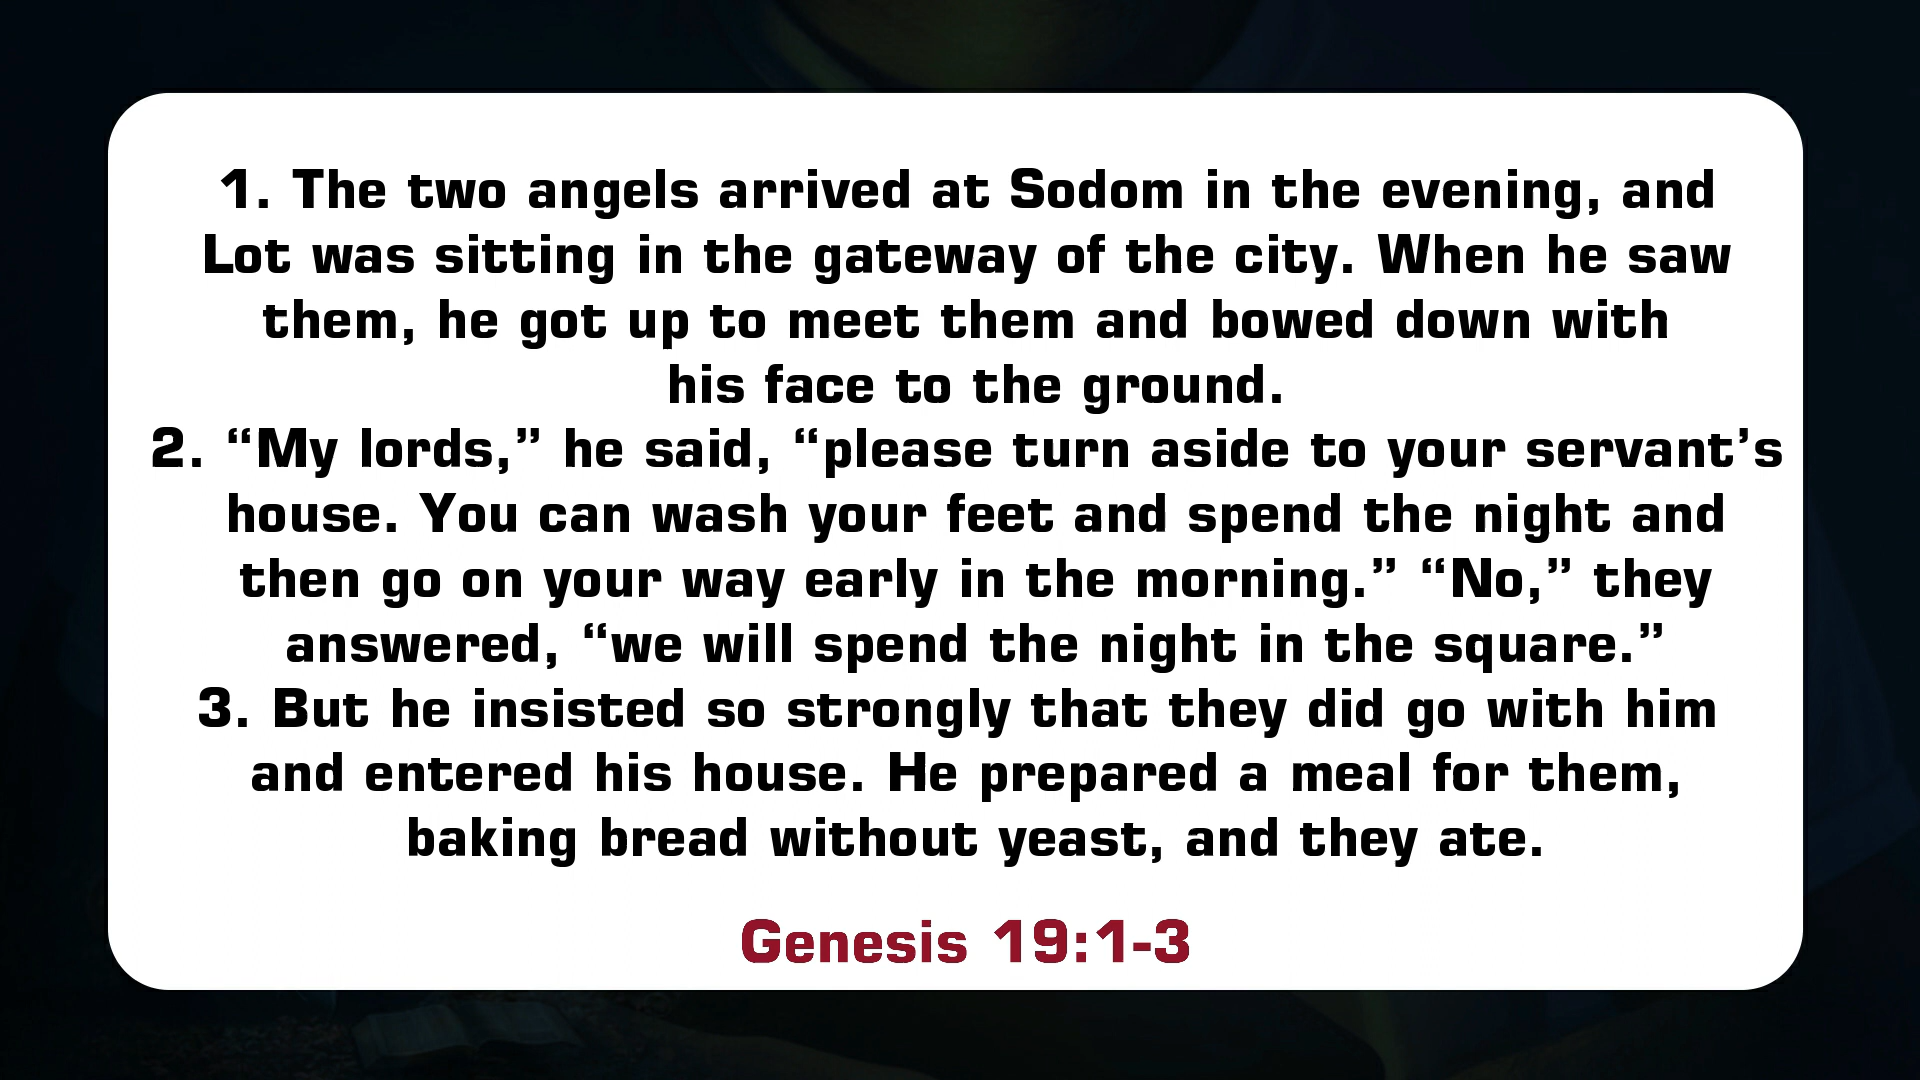 1. The two angels arrived at Sodom in the evening, and
Lot was sitting in the gateway of the city. When he saw
them, he got up to meet them and bowed down with
his face to the ground.
2. “My lords,” he said, “please turn aside to your servant’s
house. You can wash your feet and spend the night and
then go on your way early in the morning.” “No,” they
answered, “we will spend the night in the square.”
3. But he insisted so strongly that they did go with him
and entered his house. He prepared a meal for them,
baking bread without yeast, and they ate.
Genesis 19:1-3